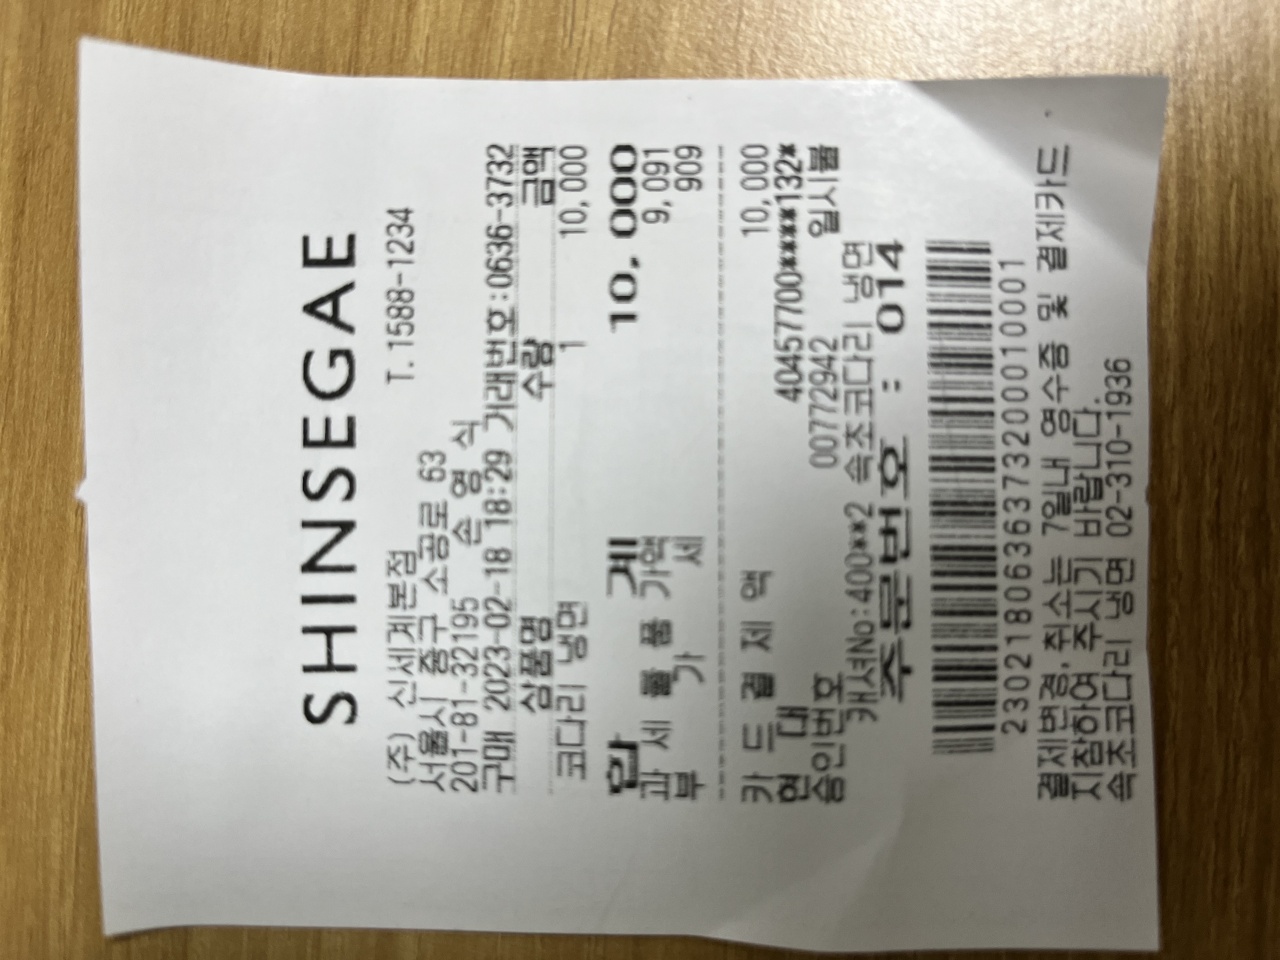 SHINSEGAE
(주) 신세계본점 T.1588-1234
서울시 중구 소공로 63
201-81-32195 손 영 식
구매 2023-02-18 18:29 거래번호:0636-3732
상품명 수량 금액
코다리 냉면 1 10,000
합 계 10,000
과 세 물 품 가액 9,091
부 가 세 909
카 드 결 제 액 10,000
현 대 40457700****132*
승인번호 00772942 일시불
캐셔No:400**2 속초코다리 냉면
주문번호 : 014
2302180636373200010001
결제변경,취소는 7일내 영수증 및 결제카드
지참하여 주시기 바랍니다.
속초코다리 냉면 02-310-1936